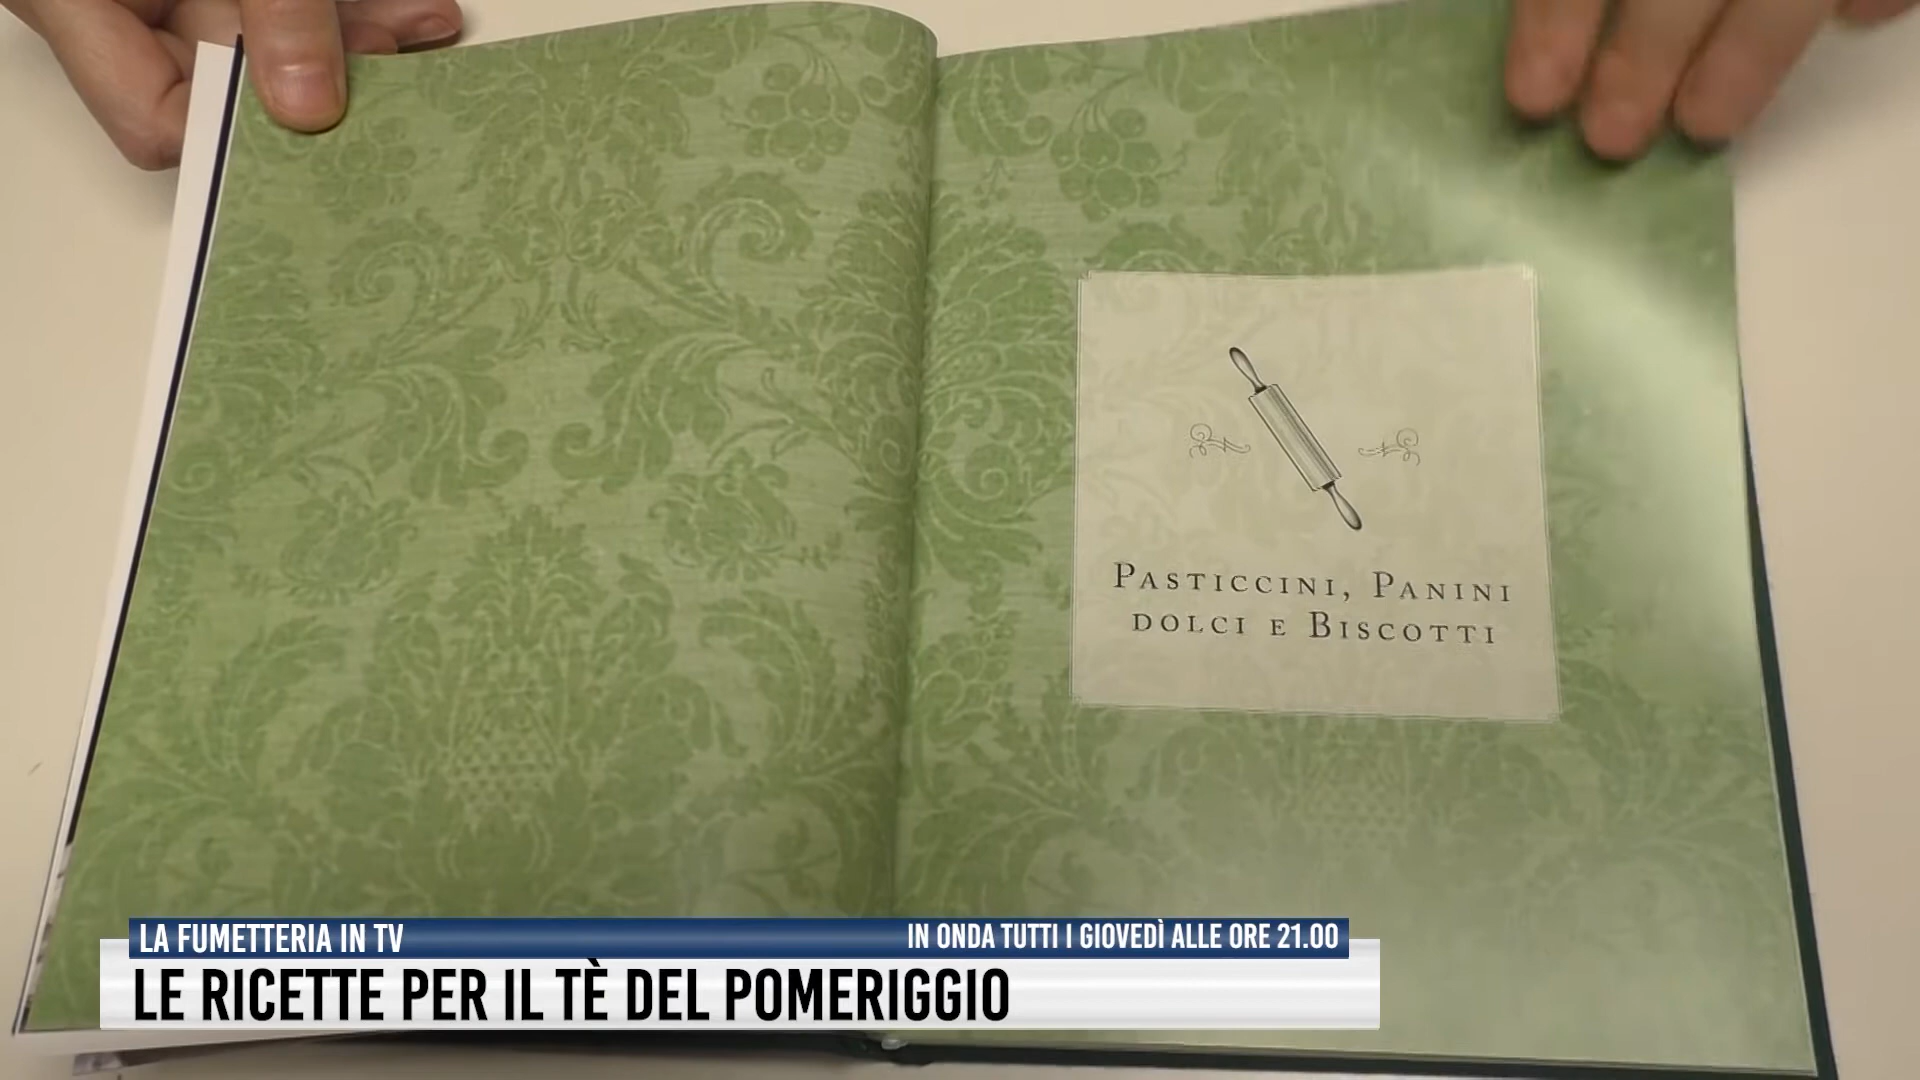 Pasticcini, Panini
dolci e Biscotti
LA FUMETTERIA IN TV
IN ONDA TUTTI I GIOVEDÌ ALLE ORE 21.00
LE RICETTE PER IL TÈ DEL POMERIGGIO